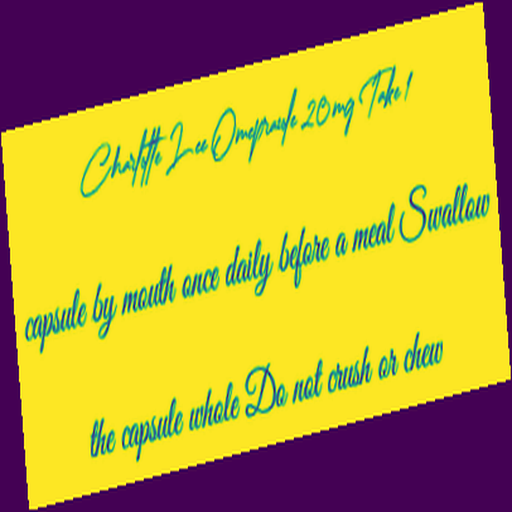 Charlotte Lee Omeprazole 20mg Take 1
capsule by mouth once daily before a meal Swallow
the capsule whole Do not crush or chew